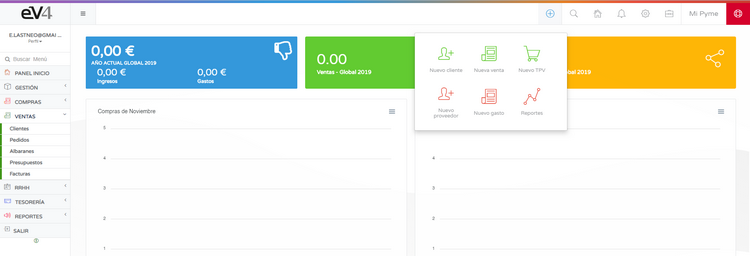 eV4
Mi Pyme
E.LASTNEO@GMAI ...
Perfil
Buscar Menú
PANEL INICIO
GESTIÓN
COMPRAS
VENTAS
Clientes
Pedidos
Albaranes
Presupuestos
Facturas
RRHH
TESORERÍA
REPORTES
SALIR
0,00 €
AÑO ACTUAL GLOBAL 2019
0,00 €
0,00 €
Ingresos
Gastos
0.00
Ventas - Global 2019
Global 2019
Nuevo cliente
Nueva venta
Nuevo TPV
Nuevo
proveedor
Nuevo gasto
Reportes
Compras de Noviembre
5
4
3
2
1
4
3
2
1